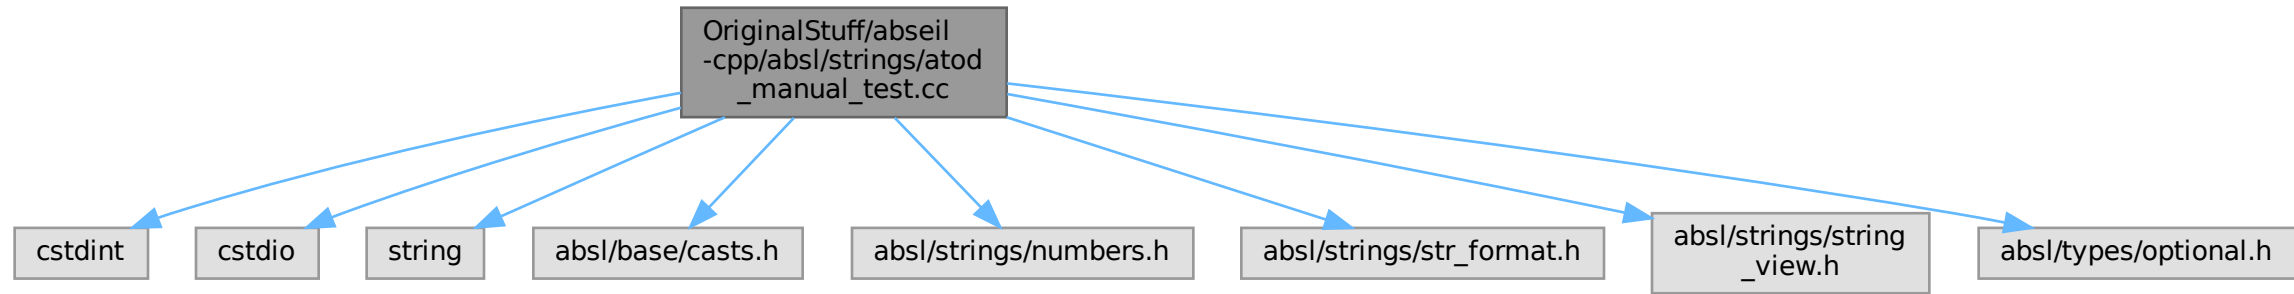 OriginalStuff/abseil
-cpp/absl/strings/atod
_manual_test.cc
cstdint
cstdio
string
absl/base/casts.h
absl/strings/numbers.h
absl/strings/str_format.h
absl/strings/string
_view.h
absl/types/optional.h